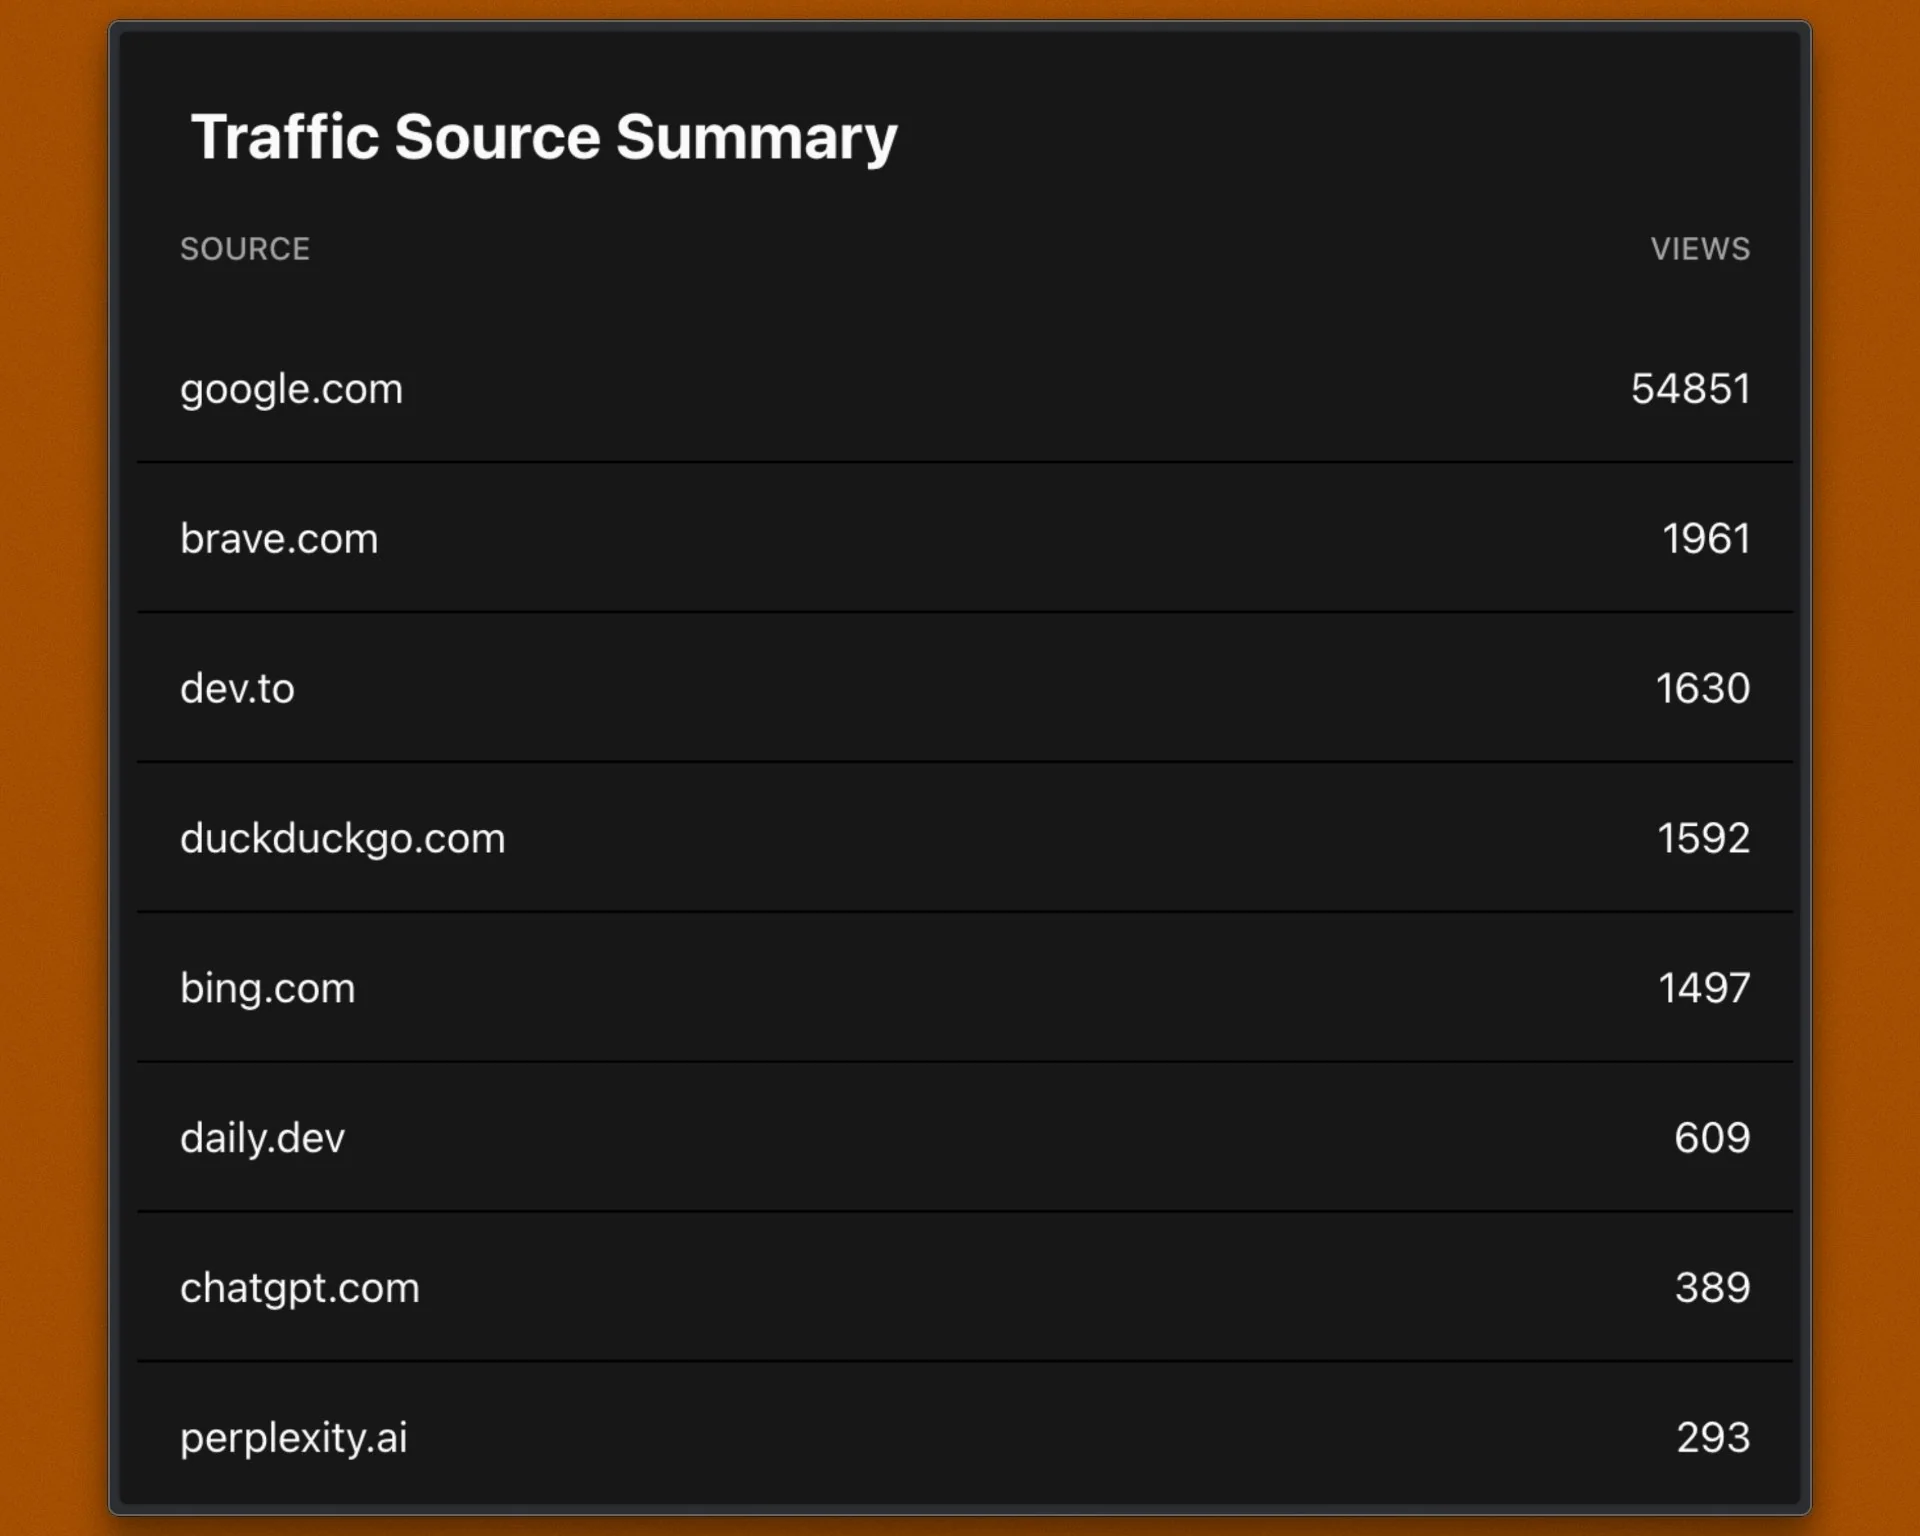 Traffic Source Summary
SOURCE VIEWS
google.com 54851
brave.com 1961
dev.to 1630
duckduckgo.com 1592
bing.com 1497
daily.dev 609
chatgpt.com 389
perplexity.ai 293